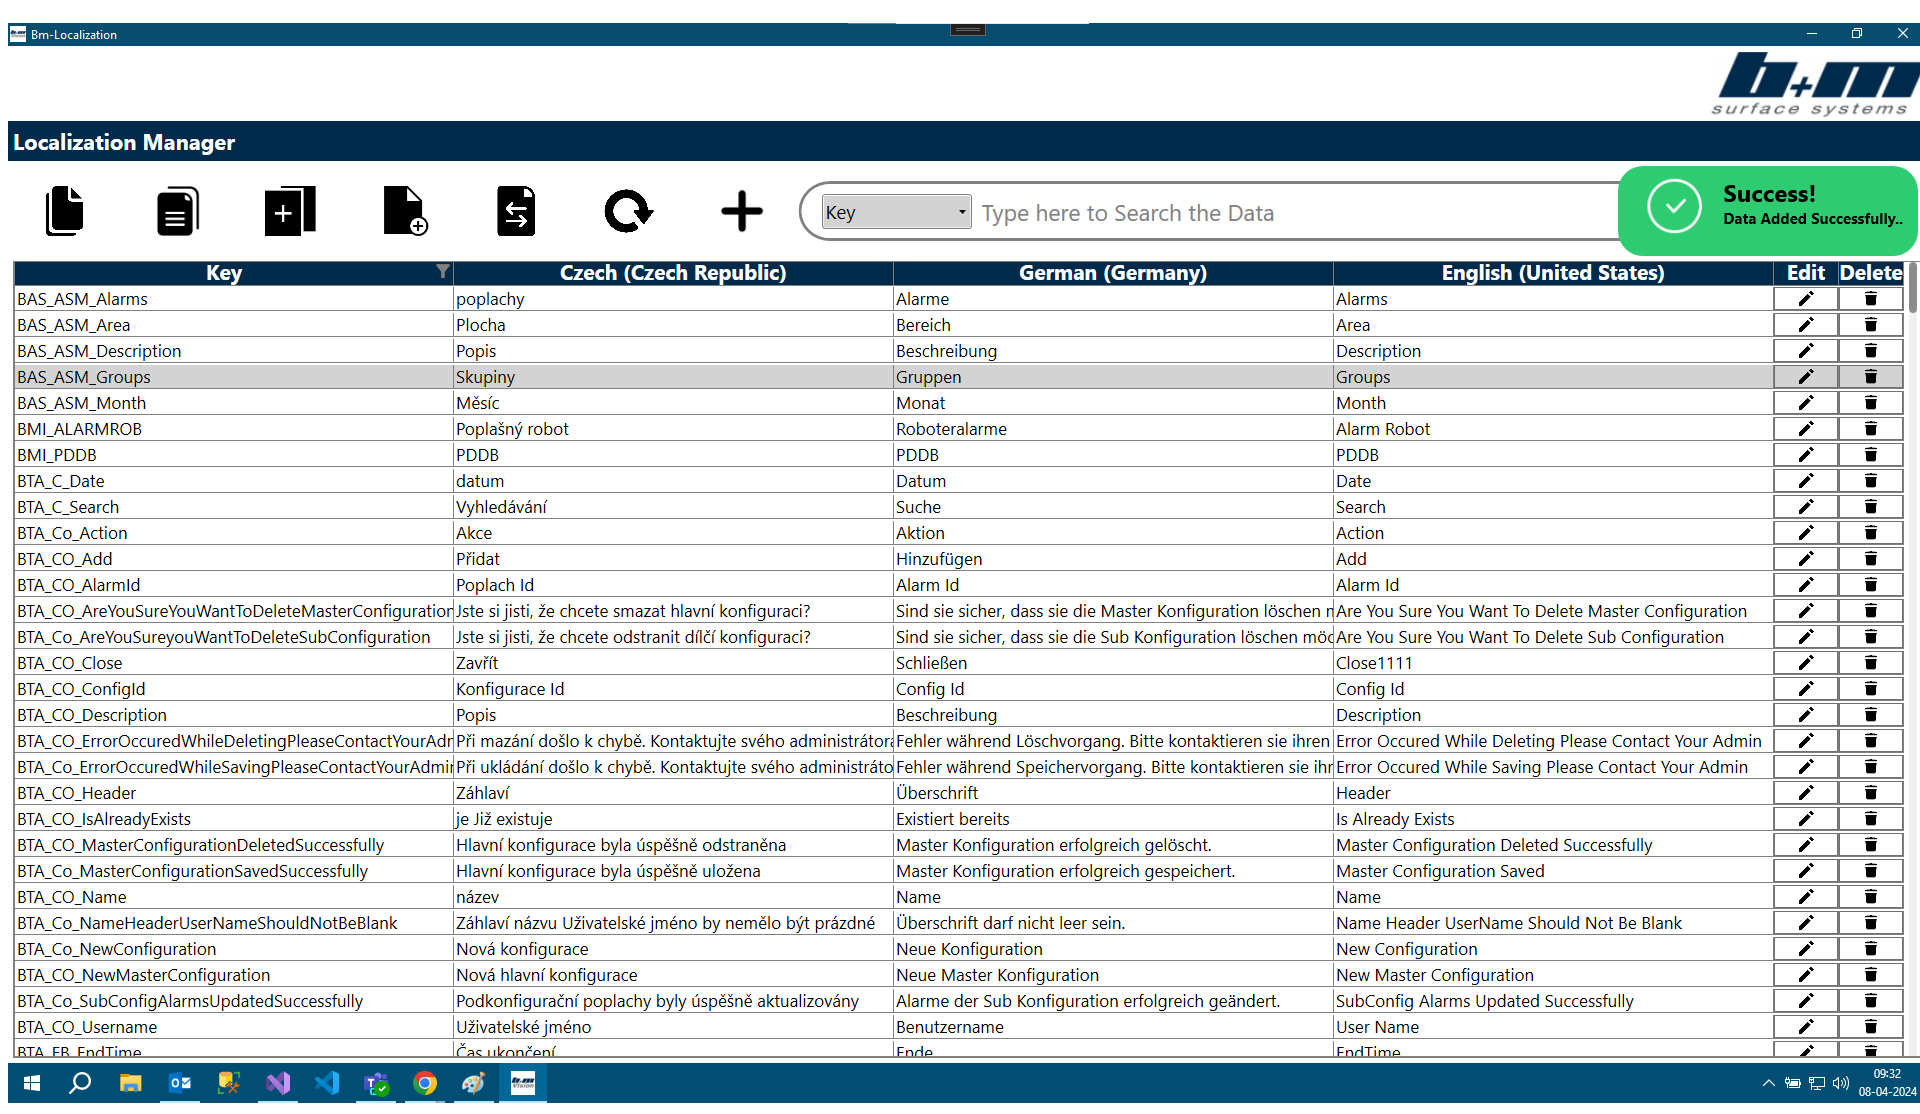 Bm-Localization
b+m
surface systems
Localization Manager
Key
Type here to Search the Data
Success!
Data Added Successfully..
Key Czech (Czech Republic) German (Germany) English (United States) Edit Delete
BAS_ASM_Alarms poplachy Alarme Alarms
BAS_ASM_Area Plocha Bereich Area
BAS_ASM_Description Popis Beschreibung Description
BAS_ASM_Groups Skupiny Gruppen Groups
BAS_ASM_Month Měsíc Monat Month
BMI_ALARMROB Poplašný robot Roboteralarme Alarm Robot
BMI_PDDB PDDB PDDB PDDB
BTA_C_Date datum Datum Date
BTA_C_Search Vyhledávání Suche Search
BTA_Co_Action Akce Aktion Action
BTA_CO_Add Přidat Hinzufügen Add
BTA_CO_AlarmId Poplach Id Alarm Id Alarm Id
BTA_CO_AreYouSureYouWantToDeleteMasterConfiguration Jste si jisti, že chcete smazat hlavní konfiguraci? Sind sie sicher, dass sie die Master Konfiguration löschen Are You Sure You Want To Delete Master Configuration
BTA_Co_AreYouSureyouWantToDeleteSubConfiguration Jste si jisti, že chcete odstranit dílčí konfiguraci? Sind sie sicher, dass sie die Sub Konfiguration löschen möc Are You Sure You Want To Delete Sub Configuration
BTA_CO_Close Zavřít Schließen Close1111
BTA_CO_ConfigId Konfigurace Id Config Id Config Id
BTA_CO_Description Popis Beschreibung Description
BTA_CO_ErrorOccuredWhileDeletingPleaseContactYourAdr Při mazání došlo k chybě. Kontaktujte svého administrátora Fehler während Löschvorgang. Bitte kontaktieren sie ihren Error Occured While Deleting Please Contact Your Admin
BTA_Co_ErrorOccuredWhileSavingPleaseContactYourAdmin Při ukládání došlo k chybě. Kontaktujte svého administráto Fehler während Speichervorgang. Bitte kontaktieren sie ihr Error Occured While Saving Please Contact Your Admin
BTA_CO_Header Záhlaví Überschrift Header
BTA_CO_IsAlreadyExists je Již existuje Existiert bereits Is Already Exists
BTA_CO_MasterConfigurationDeletedSuccessfully Hlavní konfigurace byla úspěšně odstraněna Master Konfiguration erfolgreich gelöscht. Master Configuration Deleted Successfully
BTA_Co_MasterConfigurationSavedSuccessfully Hlavní konfigurace byla úspěšně uložena Master Konfiguration erfolgreich gespeichert. Master Configuration Saved
BTA_CO_Name název Name Name
BTA_Co_NameHeaderUserNameShouldNotBeBlank Záhlaví názvu Uživatelské jméno by nemělo být prázdné Überschrift darf nicht leer sein. Name Header UserName Should Not Be Blank
BTA_Co_NewConfiguration Nová konfigurace Neue Konfiguration New Configuration
BTA_CO_NewMasterConfiguration Nová hlavní konfigurace Neue Master Konfiguration New Master Configuration
BTA_Co_SubConfigAlarmsUpdatedSuccessfully Podkonfigurační poplachy byly úspěšně aktualizovány Alarme der Sub Konfiguration erfolgreich geändert. SubConfig Alarms Updated Successfully
BTA_CO_Username Uživatelské jméno Benutzername User Name
BTA_EB_EndTime Čas ukončení Ende EndTime
09:32
08-04-2024